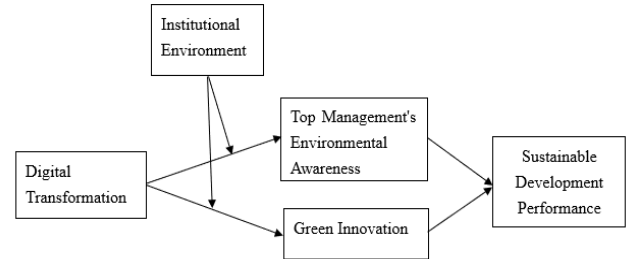 Institutional
Environment
Top Management's
Environmental
Awareness
Digital
Transformation
Green Innovation
Sustainable
Development
Performance